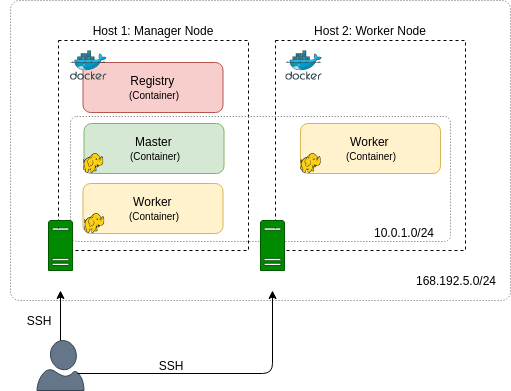 Host 1: Manager Node
Host 2: Worker Node
docker
docker
Registry
(Container)
Master
(Container)
Worker
(Container)
Worker
(Container)
10.0.1.0/24
168.192.5.0/24
SSH
SSH